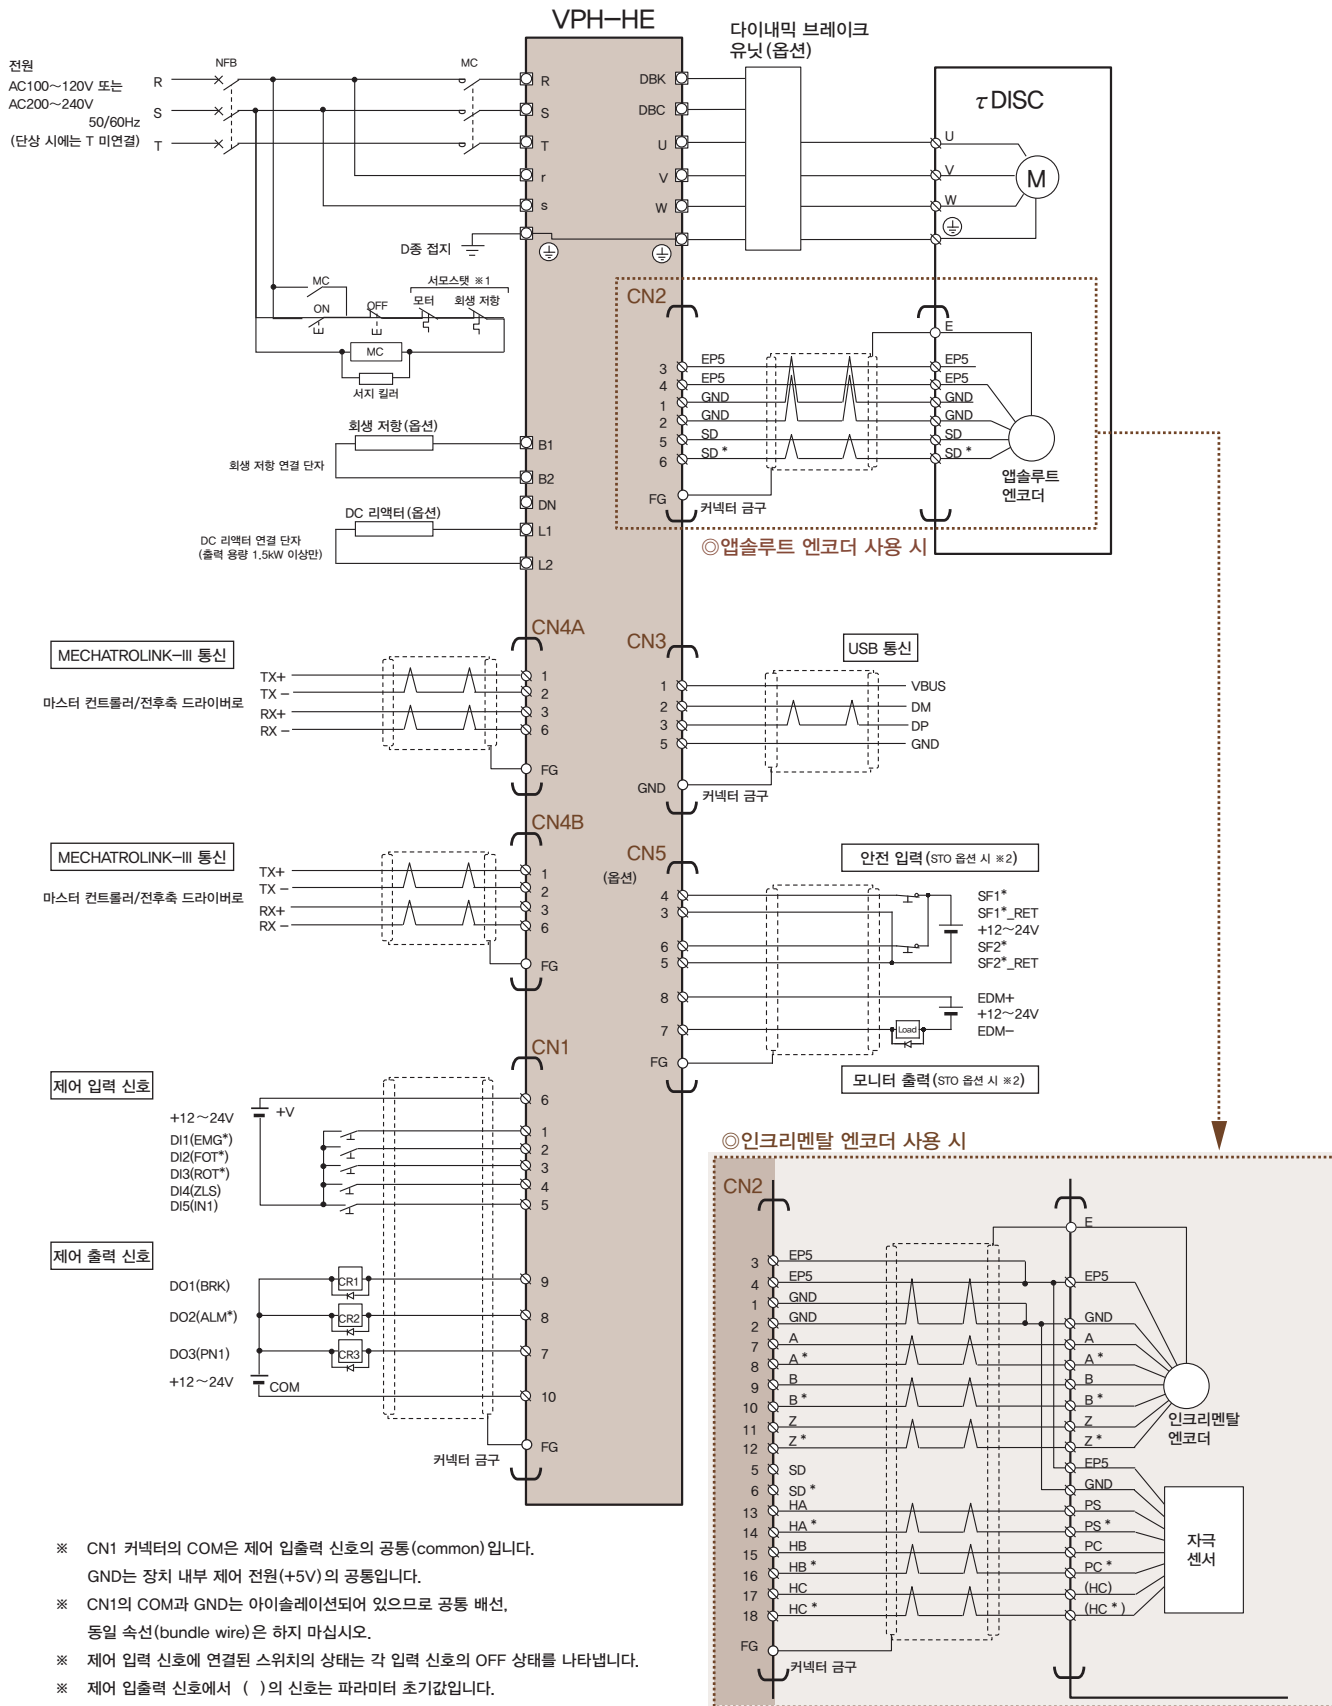 VPH-HE
다이내믹 브레이크
유닛(옵션)
전원
AC100~120V 또는
AC200~240V
50/60Hz
(단상 시에는 T 미연결)
R
S
T
NFB
MC
R
S
T
r
s
D종 접지
DBK
DBC
U
V
W
τDISC
U
V
W
M
MC
ON
OFF
서모스탯 ※1
모터
회생 저항
MC
서지 킬러
회생 저항(옵션)
회생 저항 연결 단자
B1
B2
DN
DC 리액터(옵션)
DC 리액터 연결 단자
(출력 용량 1.5kW 이상만)
L1
L2
CN2
3 EP5
4 EP5
1 GND
2 GND
5 SD
6 SD *
FG
커넥터 금구
E
EP5
EP5
GND
GND
SD
SD *
앱솔루트
엔코더
◎앱솔루트 엔코더 사용 시
CN4A
MECHATROLINK-III 통신
마스터 컨트롤러/전후축 드라이버로
TX+ 1
TX - 2
RX+ 3
RX - 6
FG
CN3
USB 통신
1 VBUS
2 DM
3 DP
5 GND
GND
커넥터 금구
CN4B
MECHATROLINK-III 통신
마스터 컨트롤러/전후축 드라이버로
TX+ 1
TX - 2
RX+ 3
RX - 6
FG
CN5
(옵션)
안전 입력(STO 옵션 시 ※2)
4 SF1*
3 SF1*_RET
+12~24V
6 SF2*
5 SF2*_RET
8 EDM+
+12~24V
7 Load EDM-
FG
모니터 출력(STO 옵션 시 ※2)
CN1
제어 입력 신호
+12~24V +V 6
DI1(EMG*) 1
DI2(FOT*) 2
DI3(ROT*) 3
DI4(ZLS) 4
DI5(IN1) 5
제어 출력 신호
DO1(BRK) CR1 9
DO2(ALM*) CR2 8
DO3(PN1) CR3 7
+12~24V COM 10
FG
커넥터 금구
◎인크리멘탈 엔코더 사용 시
CN2
E
3 EP5
4 EP5 EP5
1 GND
2 GND GND
7 A A
8 A * A *
9 B B
10 B * B *
11 Z Z
12 Z * Z *
5 SD EP5
6 SD * GND
13 HA PS
14 HA * PS *
15 HB PC
16 HB * PC *
17 HC (HC)
18 HC * (HC * )
FG
커넥터 금구
인크리멘탈
엔코더
자극
센서
※ CN1 커넥터의 COM은 제어 입출력 신호의 공통(common)입니다.
GND는 장치 내부 제어 전원(+5V)의 공통입니다.
※ CN1의 COM과 GND는 아이솔레이션되어 있으므로 공통 배선,
동일 속선(bundle wire)은 하지 마십시오.
※ 제어 입력 신호에 연결된 스위치의 상태는 각 입력 신호의 OFF 상태를 나타냅니다.
※ 제어 입출력 신호에서 ( )의 신호는 파라미터 초기값입니다.